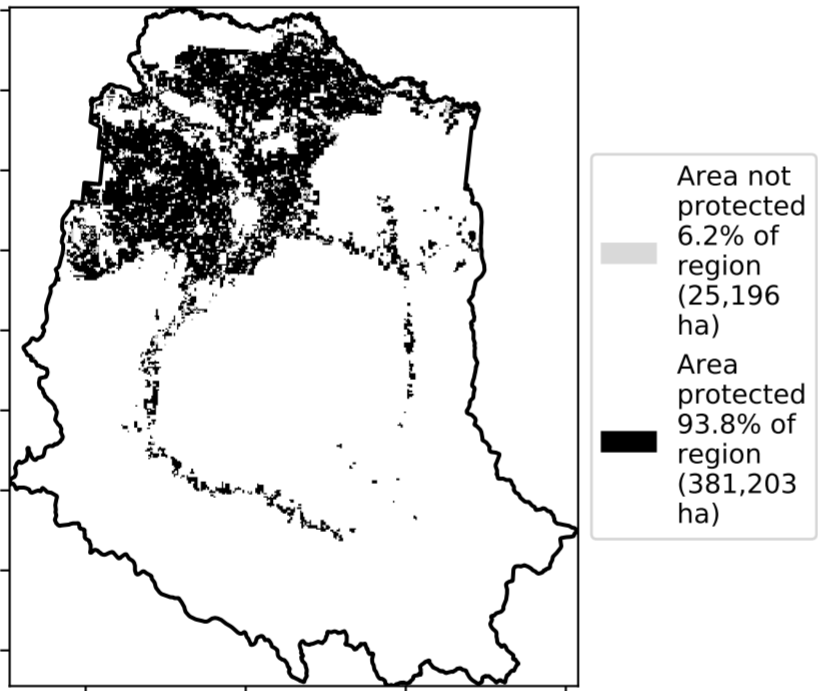 Area not
protected
6.2% of
region
(25,196
ha)
Area
protected
93.8% of
region
(381,203
ha)